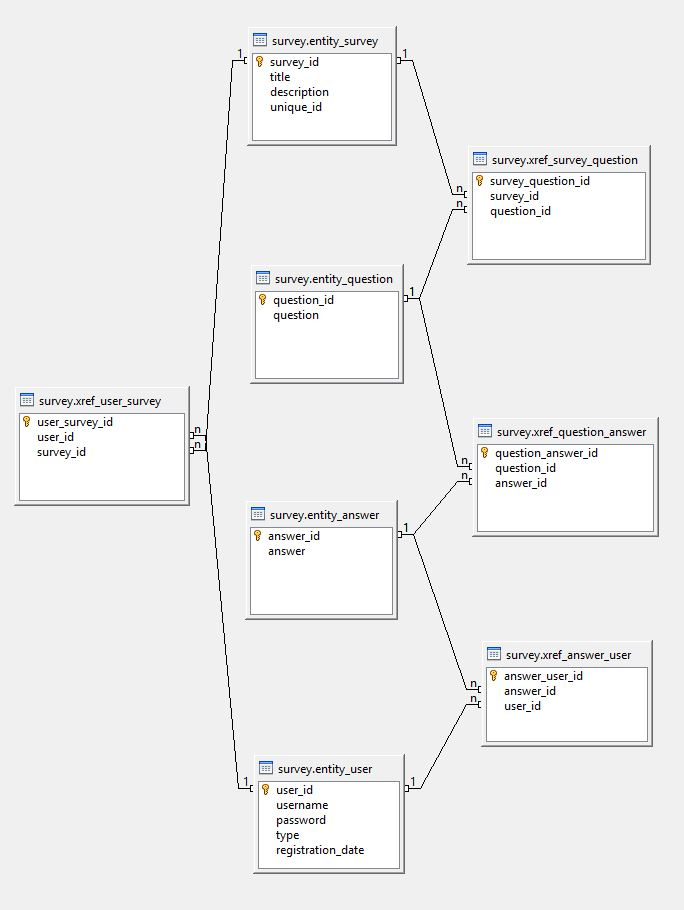 survey.entity_survey
survey_id
title
description
unique_id
1
1
survey.xref_survey_question
survey_question_id
survey_id
question_id
n
n
survey.entity_question
question_id
question
1
survey.xref_user_survey
user_survey_id
user_id
survey_id
n
n
survey.xref_question_answer
question_answer_id
question_id
answer_id
n
n
survey.entity_answer
answer_id
answer
1
survey.xref_answer_user
answer_user_id
answer_id
user_id
n
n
survey.entity_user
user_id
username
password
type
registration_date
1
1